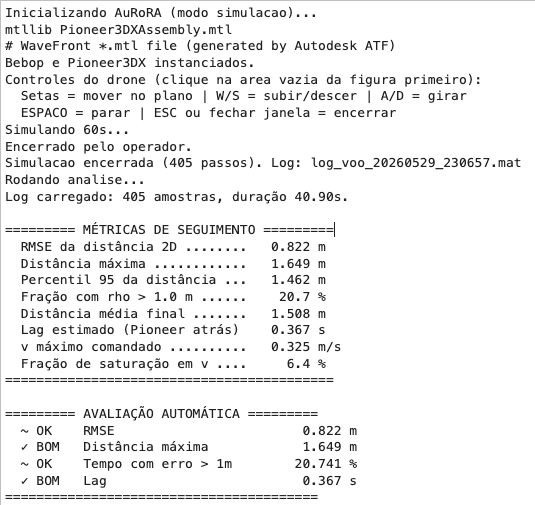 Inicializando AuRoRA (modo simulacao)...
mtllib Pioneer3DXAssembly.mtl
# WaveFront *.mtl file (generated by Autodesk ATF)
Bebop e Pioneer3DX instanciados.
Controles do drone (clique na area vazia da figura primeiro):
  Setas = mover no plano | W/S = subir/descer | A/D = girar
  ESPACO = parar | ESC ou fechar janela = encerrar
Simulando 60s...
Encerrado pelo operador.
Simulacao encerrada (405 passos). Log: log_voo_20260529_230657.mat
Rodando analise...
Log carregado: 405 amostras, duração 40.90s.

========= MÉTRICAS DE SEGUIMENTO =========
  RMSE da distância 2D ........   0.822 m
  Distância máxima ............   1.649 m
  Percentil 95 da distância ...   1.462 m
  Fração com rho > 1.0 m ......    20.7 %
  Distância média final .......   1.508 m
  Lag estimado (Pioneer atrás)    0.367 s
  v máximo comandado ..........   0.325 m/s
  Fração de saturação em v ....     6.4 %
==========================================

========= AVALIAÇÃO AUTOMÁTICA =========
  ~ OK   RMSE                        0.822 m
  ✓ BOM  Distância máxima            1.649 m
  ~ OK   Tempo com erro > 1m        20.741 %
  ✓ BOM  Lag                         0.367 s
========================================